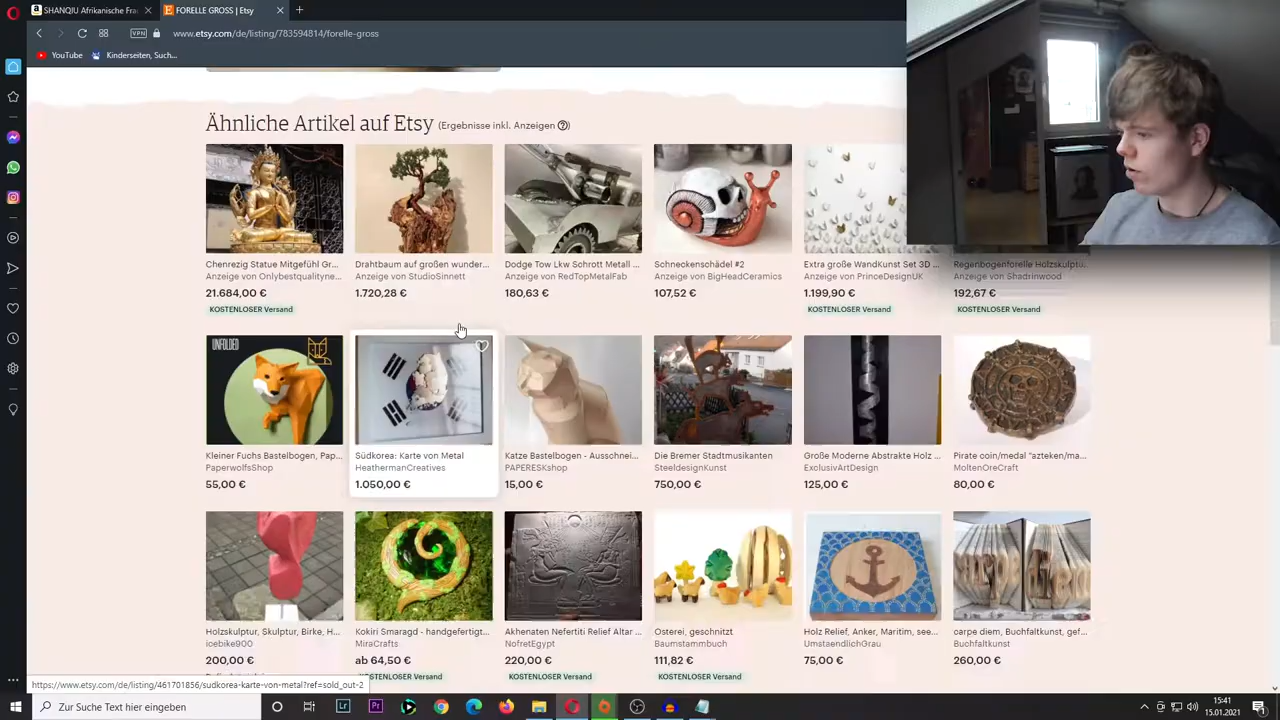 SHANQIU Afrikanische Fra
FORELLE GROSS | Etsy
VPN
www.etsy.com/de/listing/783594814/forelle-gross
YouTube
Kinderseiten, Such...
Ähnliche Artikel auf Etsy (Ergebnisse inkl. Anzeigen ?)
Chenrezig Statue Mitgefühl Gr...
Anzeige von Onlybestqualityne...
21.684,00 €
KOSTENLOSER Versand
Drahtbaum auf großen wunder...
Anzeige von StudioSinnett
1.720,28 €
Dodge Tow Lkw Schrott Metall ...
Anzeige von RedTopMetalFab
180,63 €
Schneckenschädel #2
Anzeige von BigHeadCeramics
107,52 €
Extra große WandKunst Set 3D ...
Anzeige von PrinceDesignUK
1.199,90 €
KOSTENLOSER Versand
Regenbogenforelle Holzskulptu...
Anzeige von Shadrinwood
192,67 €
KOSTENLOSER Versand
UNFOLDED
Kleiner Fuchs Bastelbogen, Pap...
PaperwolfsShop
55,00 €
Südkorea: Karte von Metal
HeathermanCreatives
1.050,00 €
Katze Bastelbogen - Ausschnei...
PAPERESKshop
15,00 €
Die Bremer Stadtmusikanten
SteeldesignKunst
750,00 €
Große Moderne Abstrakte Holz ...
ExclusivArtDesign
125,00 €
Pirate coin/medal "azteken/ma...
MoltenOreCraft
80,00 €
Holzskulptur, Skulptur, Birke, H...
icebike900
200,00 €
Kokiri Smaragd - handgefertigt...
MiraCrafts
ab 64,50 €
KOSTENLOSER Versand
Akhenaten Nefertiti Relief Altar ...
NofretEgypt
220,00 €
KOSTENLOSER Versand
Osterei, geschnitzt
Baumstammbuch
111,82 €
KOSTENLOSER Versand
Holz Relief, Anker, Maritim, see...
UmstaendlichGrau
75,00 €
carpe diem, Buchfaltkunst, gef...
Buchfaltkunst
260,00 €
https://www.etsy.com/de/listing/461701856/sudkorea-karte-von-metal?ref=sold_out-2
Zur Suche Text hier eingeben
15:41
15.01.2021